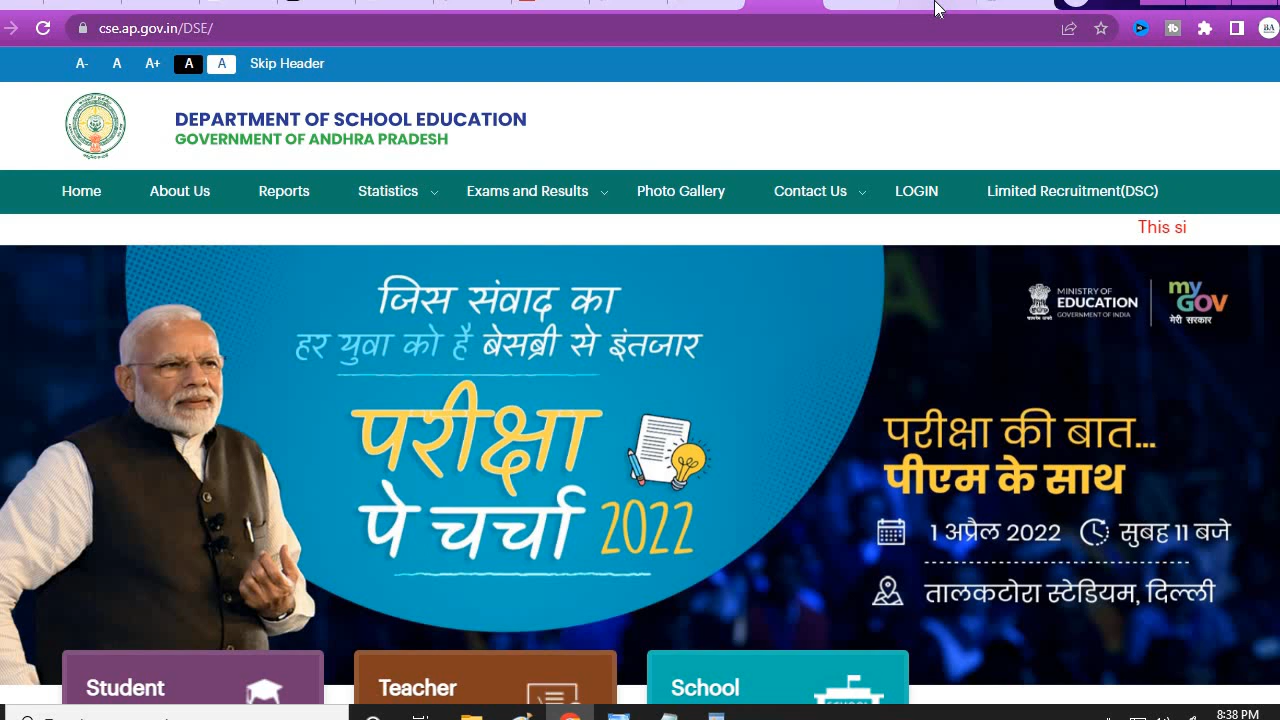 cse.ap.gov.in/DSE/
A- A A+ A A Skip Header
DEPARTMENT OF SCHOOL EDUCATION
GOVERNMENT OF ANDHRA PRADESH
Home About Us Reports Statistics Exams and Results Photo Gallery Contact Us LOGIN Limited Recruitment(DSC)
This si
जिस संवाद का
हर युवा को है बेसब्री से इंतजार
परीक्षा
पे चर्चा 2022
MINISTRY OF
EDUCATION
GOVERNMENT OF INDIA
my
GOV
मेरी सरकार
परीक्षा की बात...
पीएम के साथ
1 अप्रैल 2022 सुबह 11 बजे
तालकटोरा स्टेडियम, दिल्ली
Student Teacher School
SCHOOL
8:38 PM